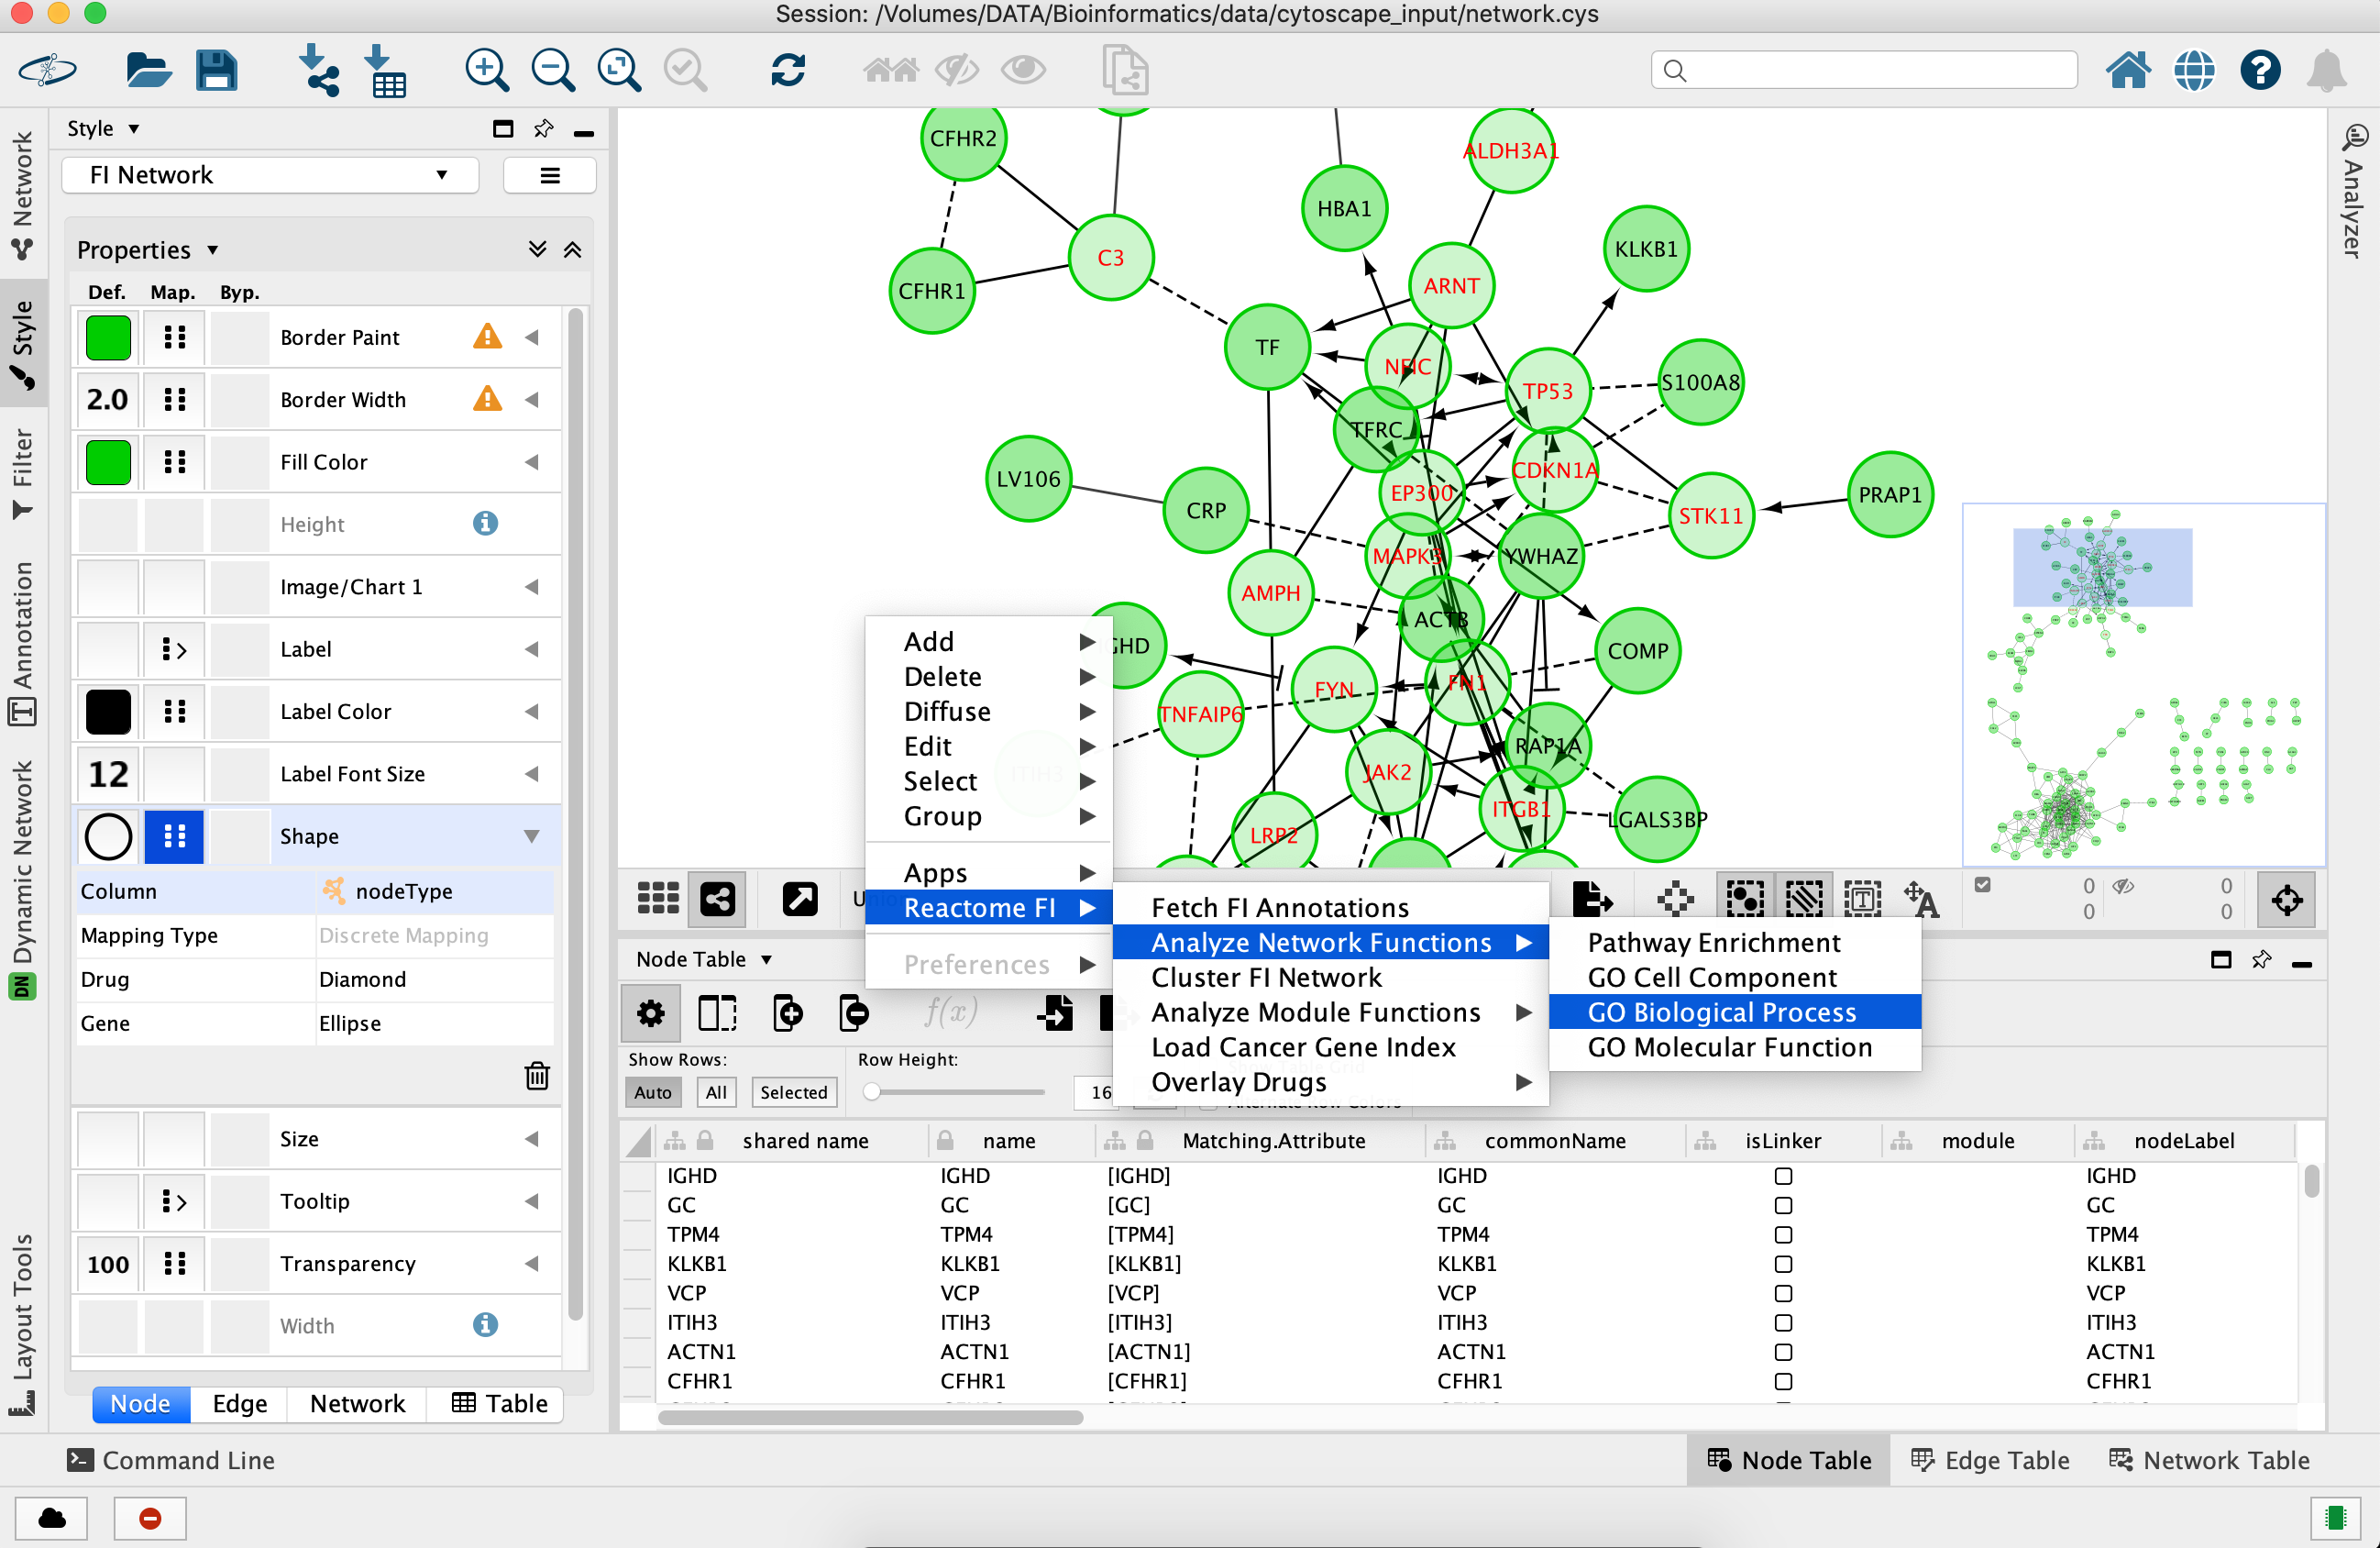 Session: /Volumes/DATA/Bioinformatics/data/cytoscape_input/network.cys
Network
Style
Filter
Annotation
Dynamic Network
DN
Layout Tools
Style
FI Network
Properties
Def. Map. Byp.
Border Paint
2.0 Border Width
Fill Color
Height
Image/Chart 1
Label
Label Color
12 Label Font Size
Shape
Column nodeType
Mapping Type Discrete Mapping
Drug Diamond
Gene Ellipse
Size
Tooltip
100 Transparency
Width
Node Edge Network Table
CFHR2
ALDH3A1
HBA1
KLKB1
C3
CFHR1
ARNT
TF
NFIC
TP53
S100A8
TFRC
CDKN1A
LV106
CRP
EP300
STK11
PRAP1
MAPK3
YWHAZ
AMPH
ACTB
GHD
COMP
FYN
FN1
TNFAIP6
RAP1A
ITIH3
JAK2
ITGB1
LRP2
LGALS3BP
Analyzer
Add
Delete
Diffuse
Edit
Select
Group
Apps
Reactome FI
Preferences
Fetch FI Annotations
Analyze Network Functions
Cluster FI Network
Analyze Module Functions
Load Cancer Gene Index
Overlay Drugs
Pathway Enrichment
GO Cell Component
GO Biological Process
GO Molecular Function
T
A
0 0
0 0
Node Table
f(x)
Show Rows: Row Height:
Auto All Selected 16
Alternate Row Colors
shared name name Matching.Attribute commonName isLinker module nodeLabel
IGHD IGHD [IGHD] IGHD IGHD
GC GC [GC] GC GC
TPM4 TPM4 [TPM4] TPM4 TPM4
KLKB1 KLKB1 [KLKB1] KLKB1 KLKB1
VCP VCP [VCP] VCP VCP
ITIH3 ITIH3 [ITIH3] ITIH3 ITIH3
ACTN1 ACTN1 [ACTN1] ACTN1 ACTN1
CFHR1 CFHR1 [CFHR1] CFHR1 CFHR1
Command Line
Node Table Edge Table Network Table